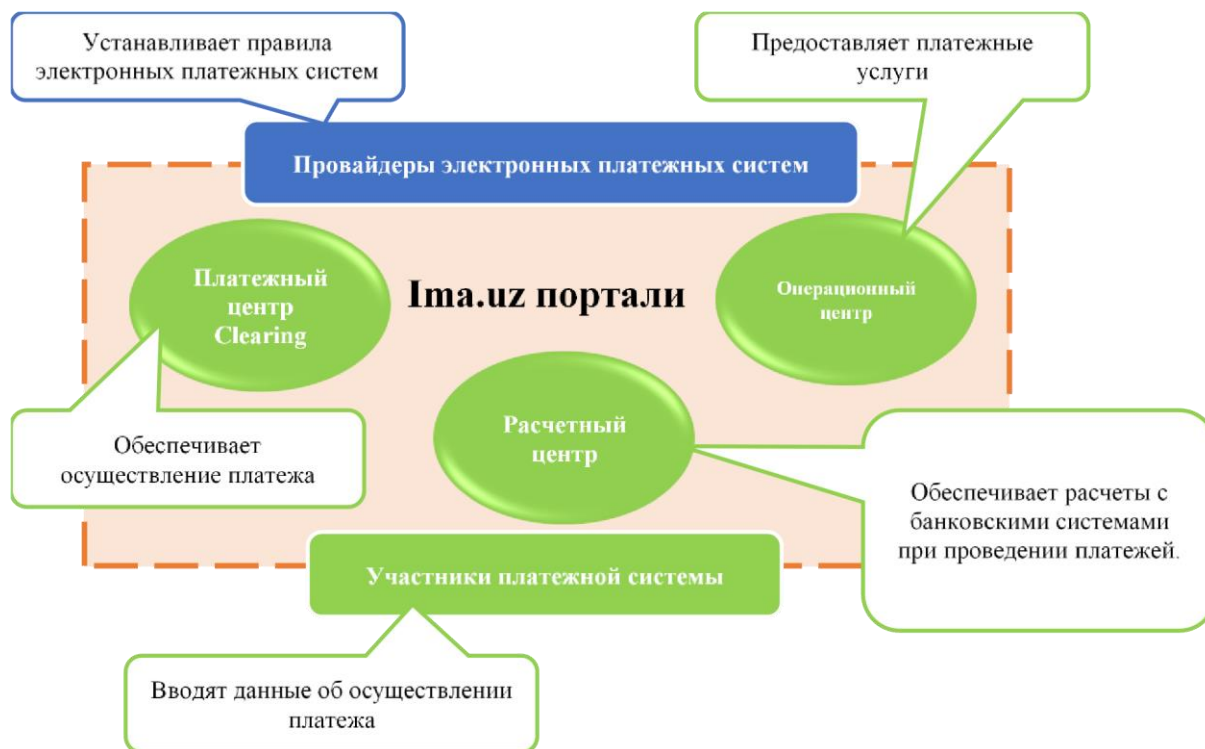 Устанавливает правила
электронных платежных систем
Предоставляет платежные
услуги
Провайдеры электронных платежных систем
Платежный
центр
Clearing
Ima.uz портали
Операционный
центр
Расчетный
центр
Обеспечивает
осуществление платежа
Обеспечивает расчеты с
банковскими системами
при проведении платежей.
Участники платежной системы
Вводят данные об осуществлении
платежа